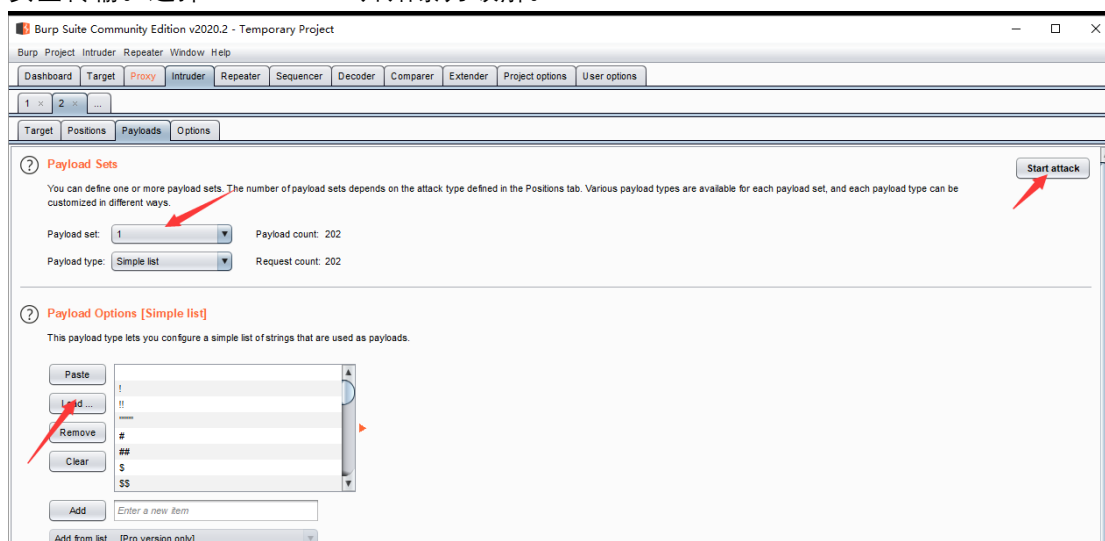 Burp Suite Community Edition v2020.2 - Temporary Project
Burp Project Intruder Repeater Window Help
Dashboard Target Proxy Intruder Repeater Sequencer Decoder Comparer Extender Project options User options
1 × 2 × ...
Target Positions Payloads Options
? Payload Sets
Start attack
You can define one or more payload sets. The number of payload sets depends on the attack type defined in the Positions tab. Various payload types are available for each payload set, and each payload type can be
customized in different ways.
Payload set: 1 Payload count: 202
Payload type: Simple list Request count: 202
? Payload Options [Simple list]
This payload type lets you configure a simple list of strings that are used as payloads.
Paste
!
Load ... !!
Remove #
##
Clear $
$$
Add Enter a new item
Add from list ... [Pro version only]